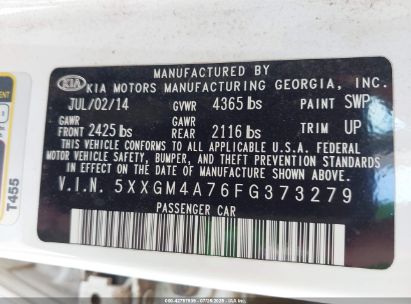 MANUFACTURED BY
KIA KIA MOTORS MANUFACTURING GEORGIA, INC.
JUL/02/14 GVWR 4365 lbs PAINT SWP
GAWR GAWR
FRONT 2425 lbs REAR 2116 lbs TRIM UP
THIS VEHICLE CONFORMS TO ALL APPLICABLE U.S.A. FEDERAL
MOTOR VEHICLE SAFETY, BUMPER, AND THEFT PREVENTION STANDARDS
IN EFFECT ON THE DATE OF MANUFACTURE SHOWN ABOVE.
V.I.N. 5XXGM4A76FG373279
PASSENGER CAR
T455